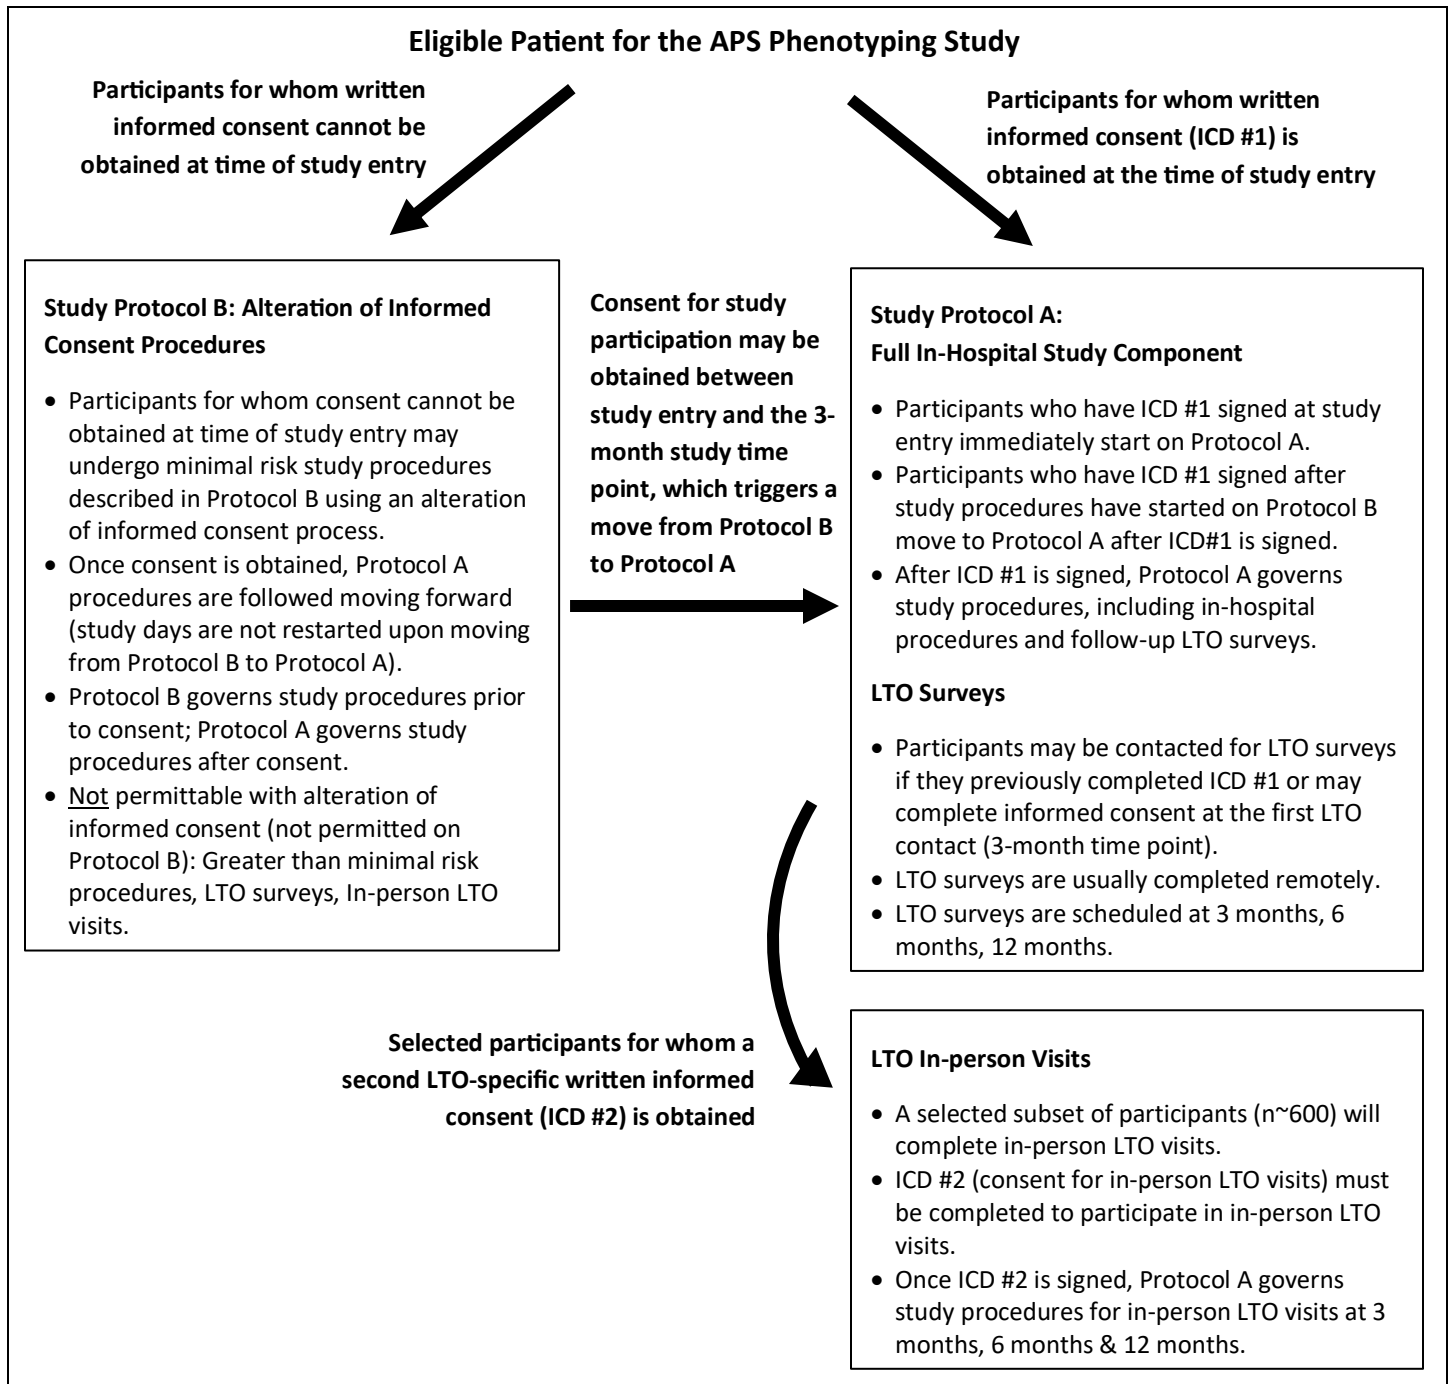 Eligible Patient for the APS Phenotyping Study
Participants for whom written
informed consent cannot be
obtained at time of study entry
Participants for whom written
informed consent (ICD #1) is
obtained at the time of study entry
Study Protocol B: Alteration of Informed
Consent Procedures
• Participants for whom consent cannot be
obtained at time of study entry may
undergo minimal risk study procedures
described in Protocol B using an alteration
of informed consent process.
• Once consent is obtained, Protocol A
procedures are followed moving forward
(study days are not restarted upon moving
from Protocol B to Protocol A).
• Protocol B governs study procedures prior
to consent; Protocol A governs study
procedures after consent.
• Not permittable with alteration of
informed consent (not permitted on
Protocol B): Greater than minimal risk
procedures, LTO surveys, In-person LTO
visits.
Consent for study
participation may be
obtained between
study entry and the 3-
month study time
point, which triggers a
move from Protocol B
to Protocol A
Study Protocol A:
Full In-Hospital Study Component
• Participants who have ICD #1 signed at study
entry immediately start on Protocol A.
• Participants who have ICD #1 signed after
study procedures have started on Protocol B
move to Protocol A after ICD#1 is signed.
• After ICD #1 is signed, Protocol A governs
study procedures, including in-hospital
procedures and follow-up LTO surveys.
LTO Surveys
• Participants may be contacted for LTO surveys
if they previously completed ICD #1 or may
complete informed consent at the first LTO
contact (3-month time point).
• LTO surveys are usually completed remotely.
• LTO surveys are scheduled at 3 months, 6
months, 12 months.
Selected participants for whom a
second LTO-specific written informed
consent (ICD #2) is obtained
LTO In-person Visits
• A selected subset of participants (n~600) will
complete in-person LTO visits.
• ICD #2 (consent for in-person LTO visits) must
be completed to participate in in-person LTO
visits.
• Once ICD #2 is signed, Protocol A governs
study procedures for in-person LTO visits at 3
months, 6 months & 12 months.